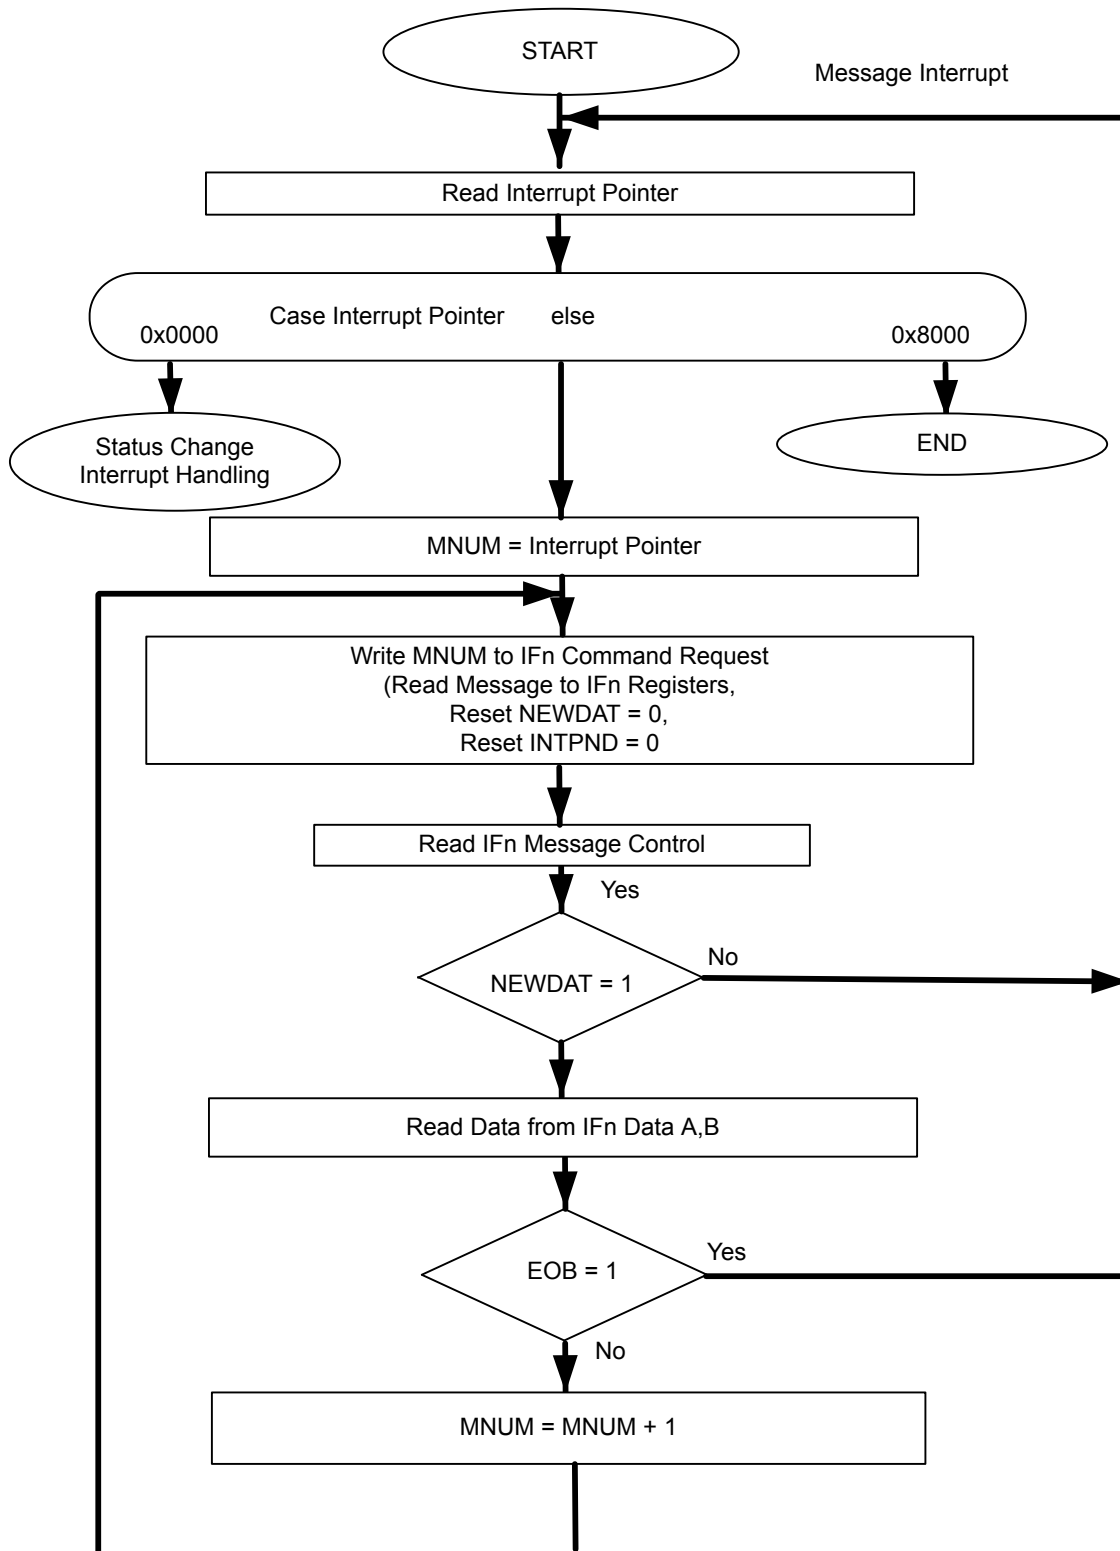 START
Message Interrupt
Read Interrupt Pointer
Case Interrupt Pointer else
0x0000 0x8000
Status Change
Interrupt Handling
END
MNUM = Interrupt Pointer
Write MNUM to IFn Command Request
(Read Message to IFn Registers,
Reset NEWDAT = 0,
Reset INTPND = 0
Read IFn Message Control
Yes
No
NEWDAT = 1
Read Data from IFn Data A,B
Yes
EOB = 1
No
MNUM = MNUM + 1